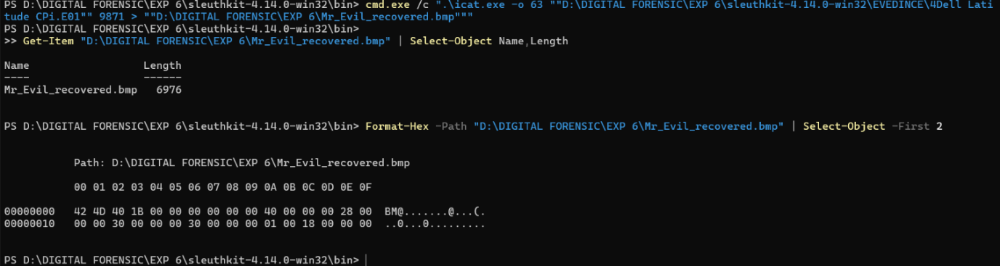 PS D:\DIGITAL FORENSIC\EXP 6\sleuthkit-4.14.0-win32\bin> cmd.exe /c ".\icat.exe -o 63 ""D:\DIGITAL FORENSIC\EXP 6\sleuthkit-4.14.0-win32\EVEDINCE\4Dell Lati
tude CPi.E01"" 9871 > ""D:\DIGITAL FORENSIC\EXP 6\Mr_Evil_recovered.bmp"""
PS D:\DIGITAL FORENSIC\EXP 6\sleuthkit-4.14.0-win32\bin>
>> Get-Item "D:\DIGITAL FORENSIC\EXP 6\Mr_Evil_recovered.bmp" | Select-Object Name,Length
Name Length
---- ------
Mr_Evil_recovered.bmp 6976
PS D:\DIGITAL FORENSIC\EXP 6\sleuthkit-4.14.0-win32\bin> Format-Hex -Path "D:\DIGITAL FORENSIC\EXP 6\Mr_Evil_recovered.bmp" | Select-Object -First 2
Path: D:\DIGITAL FORENSIC\EXP 6\Mr_Evil_recovered.bmp
00 01 02 03 04 05 06 07 08 09 0A 0B 0C 0D 0E 0F
00000000 42 4D 40 1B 00 00 00 00 00 00 40 00 00 00 28 00 BM@.......@...(.
00000010 00 00 30 00 00 00 30 00 00 00 01 00 18 00 00 00 ..0...0.........
PS D:\DIGITAL FORENSIC\EXP 6\sleuthkit-4.14.0-win32\bin>